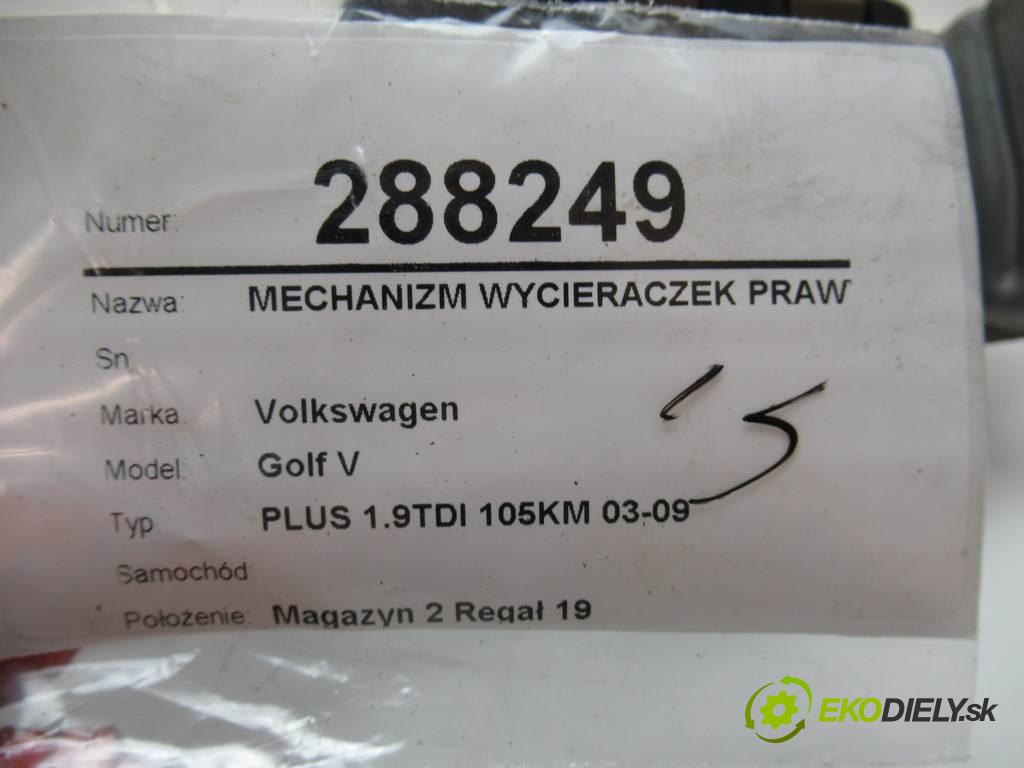 Numer: 288249
Nazwa: MECHANIZM WYCIERACZEK PRAW
Sn
Marka Volkswagen
Model: Golf V
Typ PLUS 1.9TDI 105KM 03-09
Samochód:
Położenie: Magazyn 2 Regał 19
15
EKODIELY.sk